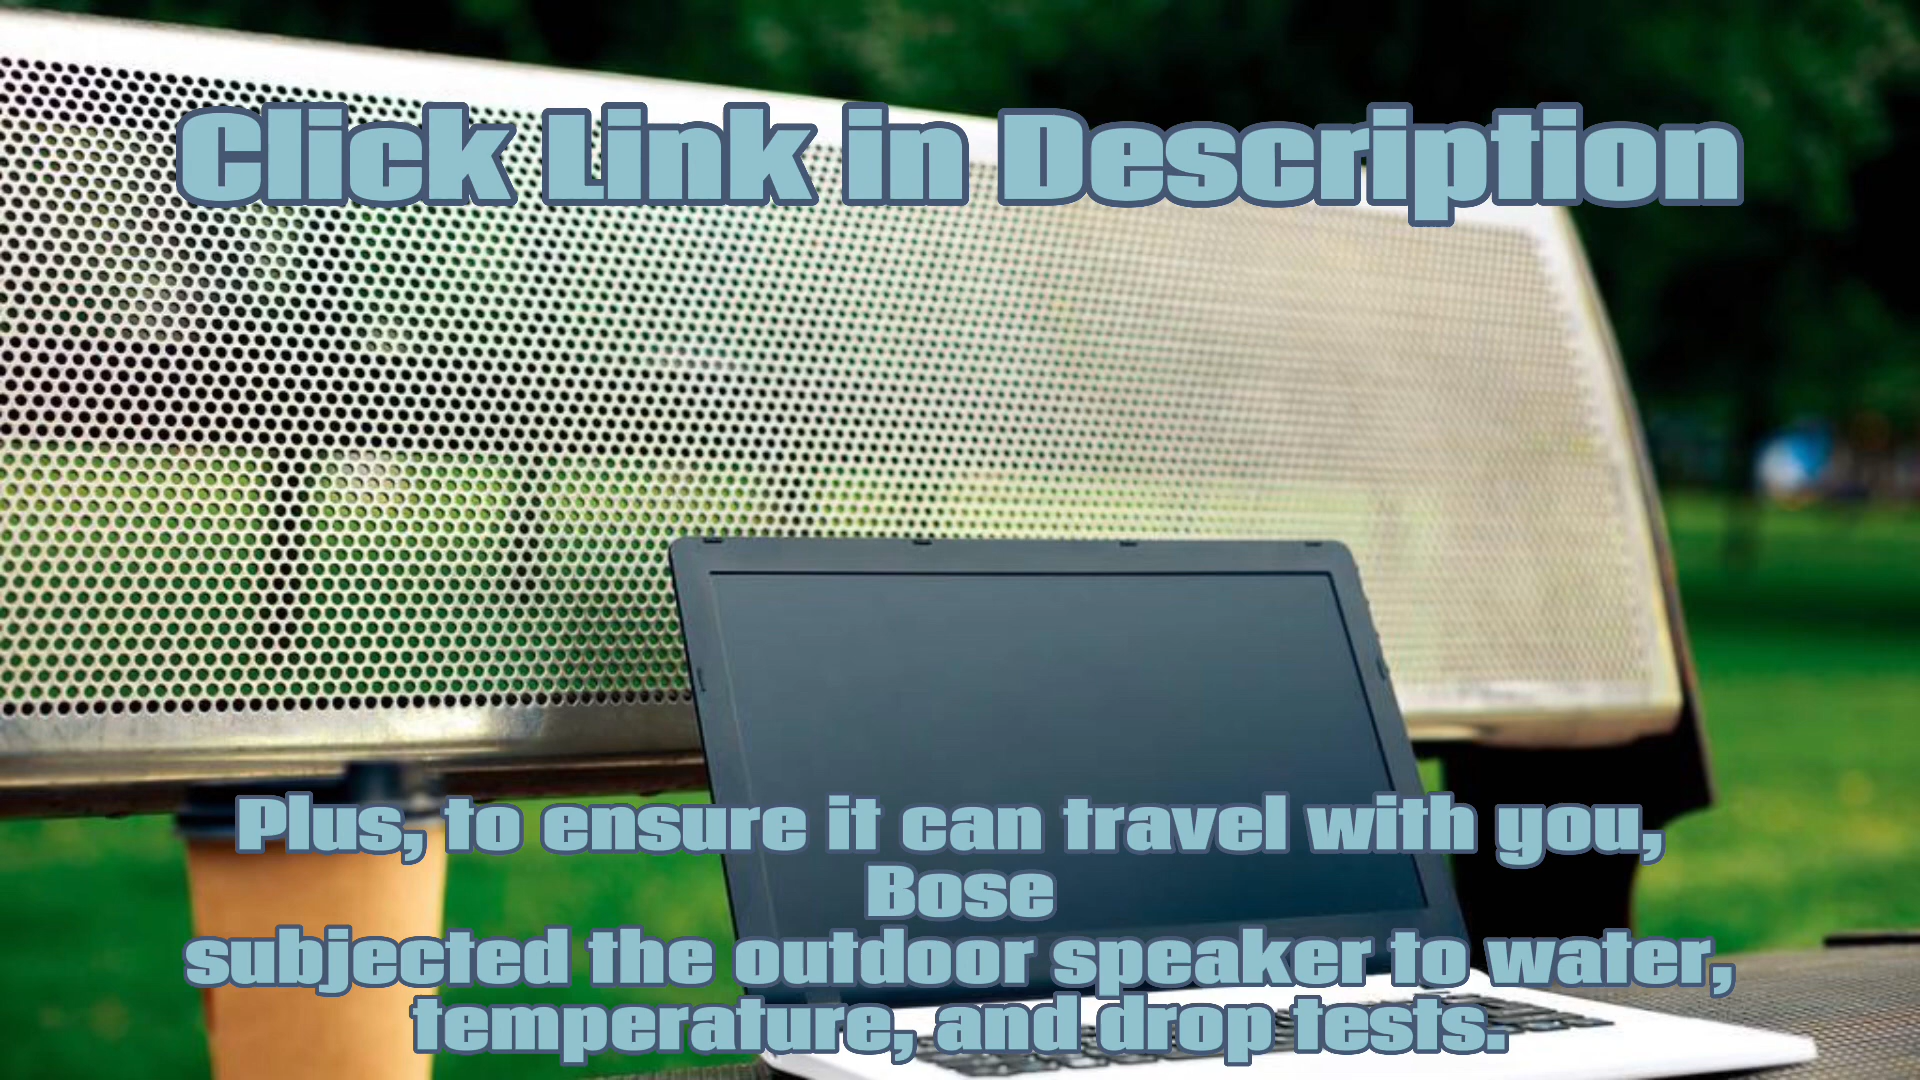 Click Link in Description
Plus, to ensure it can travel with you,
Bose
subjected the outdoor speaker to water,
temperature, and drop tests.